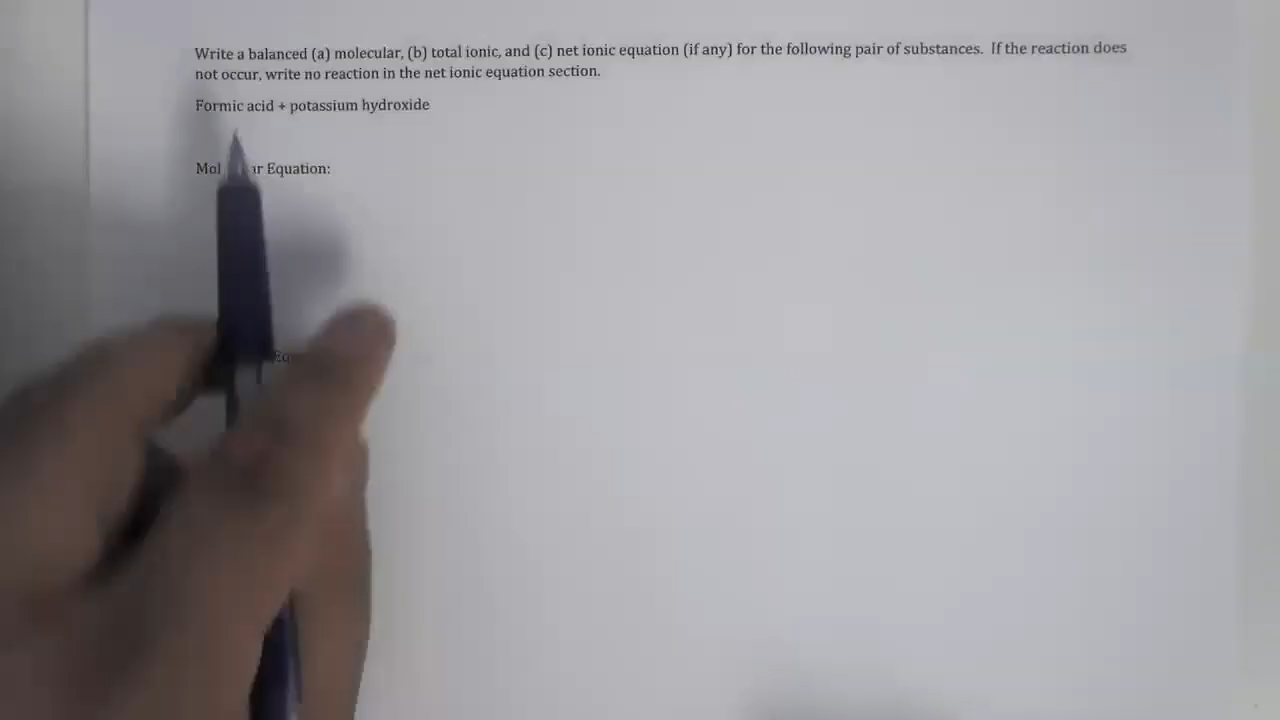 Write a balanced (a) molecular, (b) total ionic, and (c) net ionic equation (if any) for the following pair of substances. If the reaction does
not occur, write no reaction in the net ionic equation section.
Formic acid + potassium hydroxide
Equation: